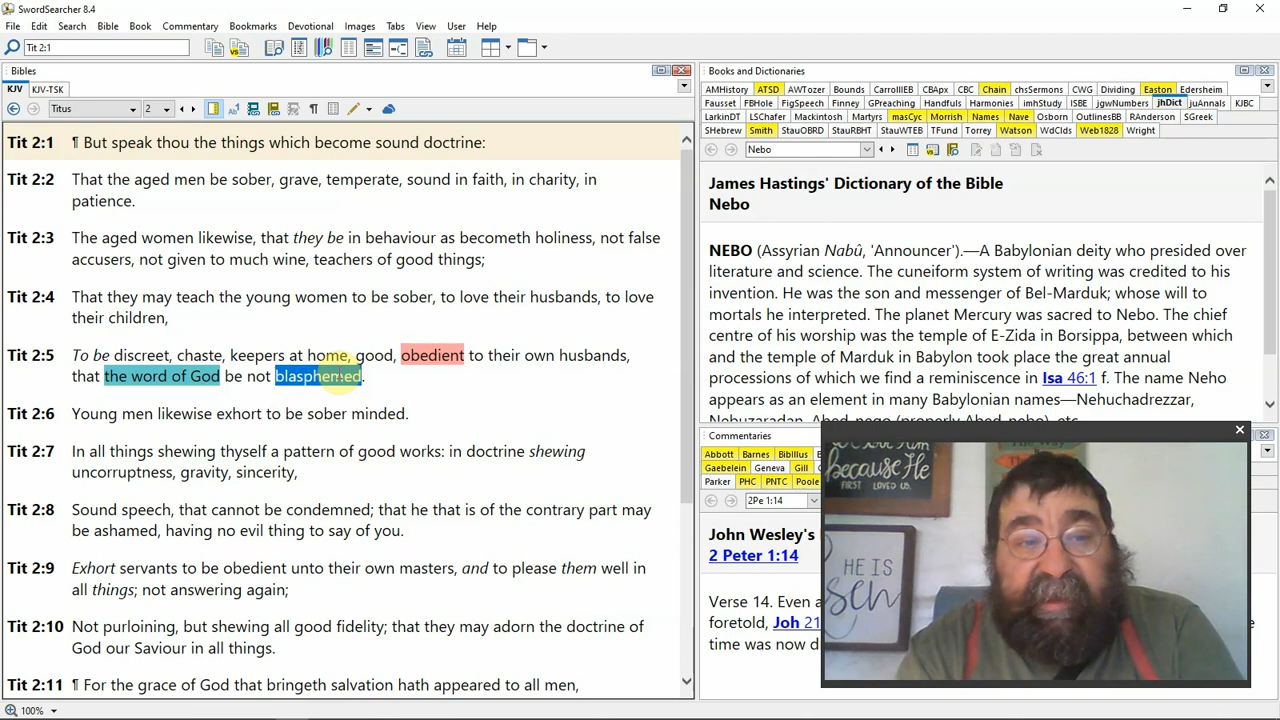 SwordSearcher 8.4
File Edit Search Bible Book Commentary Bookmarks Devotional Images Tabs View User Help
Tit 2:1
Bibles
KJV KJV-TSK
Titus 2
Tit 2:1 ¶ But speak thou the things which become sound doctrine:
Tit 2:2 That the aged men be sober, grave, temperate, sound in faith, in charity, in
patience.
Tit 2:3 The aged women likewise, that they be in behaviour as becometh holiness, not false
accusers, not given to much wine, teachers of good things;
Tit 2:4 That they may teach the young women to be sober, to love their husbands, to love
their children,
Tit 2:5 To be discreet, chaste, keepers at home, good, obedient to their own husbands,
that the word of God be not blasphemed.
Tit 2:6 Young men likewise exhort to be sober minded.
Tit 2:7 In all things shewing thyself a pattern of good works: in doctrine shewing
uncorruptness, gravity, sincerity,
Tit 2:8 Sound speech, that cannot be condemned; that he that is of the contrary part may
be ashamed, having no evil thing to say of you.
Tit 2:9 Exhort servants to be obedient unto their own masters, and to please them well in
all things; not answering again;
Tit 2:10 Not purloining, but shewing all good fidelity; that they may adorn the doctrine of
God our Saviour in all things.
Tit 2:11 ¶ For the grace of God that bringeth salvation hath appeared to all men,
100%
Books and Dictionaries
AMHistory ATSD AWTozer Bounds CarrollEB CBApx CBC Chain chsSermons CWG Dividing Easton Edersheim
Fausset FBHole FigSpeech Finney GPreaching Handfuls Harmonies imhStudy ISBE jgwNumbers jhDict juAnnals KJBC
LarkinDT LSChafer Mackintosh Martyrs masCyc Morrish Names Nave Osborn OutlinesBB RAnderson SGreek
SHebrew Smith StauOBRD StauRBHT StauWTEB TFund Torrey Watson WdClds Web1828 Wright
Nebo
James Hastings' Dictionary of the Bible
Nebo
NEBO (Assyrian Nabû, 'Announcer').—A Babylonian deity who presided over
literature and science. The cuneiform system of writing was credited to his
invention. He was the son and messenger of Bel-Marduk; whose will to
mortals he interpreted. The planet Mercury was sacred to Nebo. The chief
centre of his worship was the temple of E-Zida in Borsippa, between which
and the temple of Marduk in Babylon took place the great annual
processions of which we find a reminiscence in Isa 46:1 f. The name Neho
appears as an element in many Babylonian names—Nehuchadrezzar,
Nebuzaradan, Abed-nego (properly Abed-nebo), etc.
Commentaries
Abbott Barnes BibIllus
Gaebelein Geneva Gill
Parker PHC PNTC Poole
2Pe 1:14
John Wesley's
2 Peter 1:14
Verse 14. Even a
foretold, Joh 21
time was now d
because He
FIRST LOVED US.
HE IS